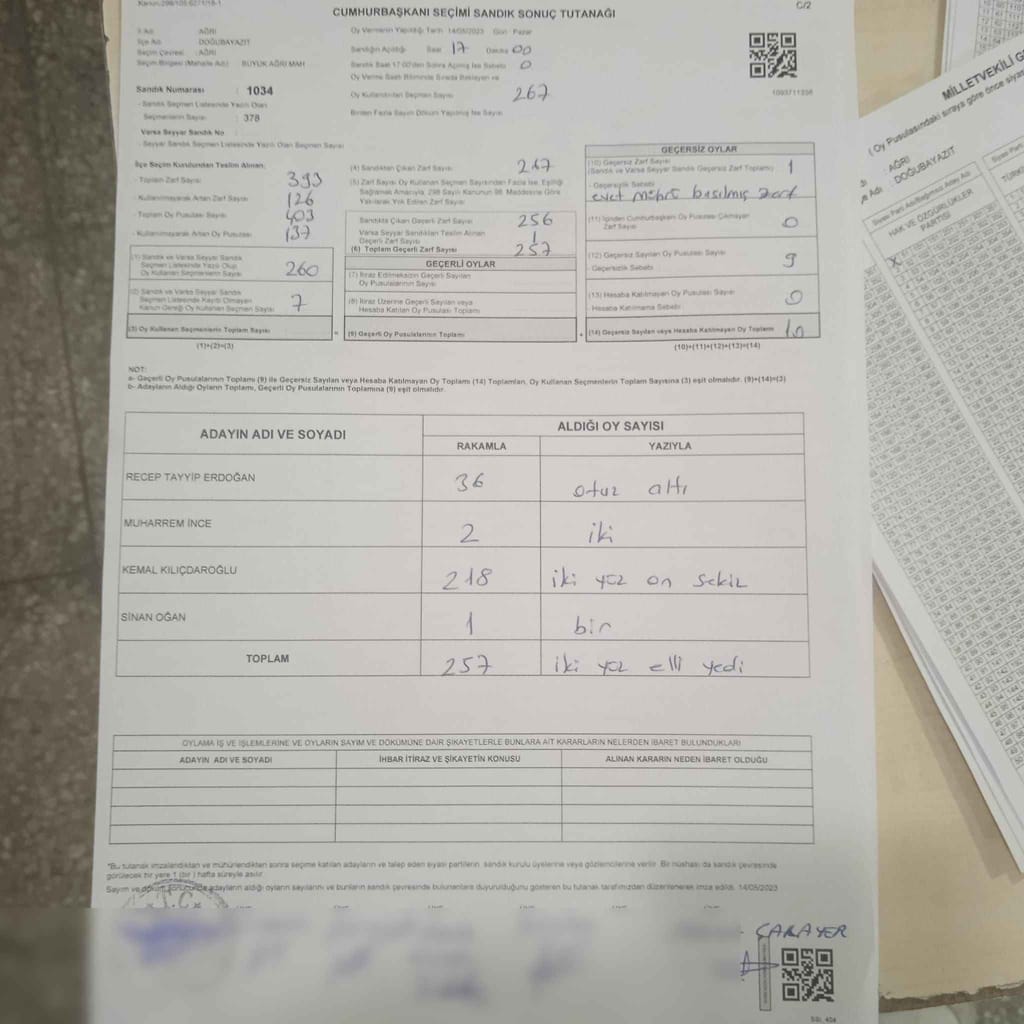 CUMHURBAŞKANI SEÇİMİ SANDIK SONUÇ TUTANAĞI
C/2
İl Adı : AĞRI
İlçe Adı : DOĞUBAYAZIT
Seçim Çevresi : AĞRI
Seçim Bölgesi (Mahalle Adı) : BÜYÜK AĞRI MAH
Sandık Numarası : 1034
- Sandık Seçmen Listesinde Yazılı Olan
Seçmenlerin Sayısı : 378
Varsa Seyyar Sandık No
- Seyyar Sandık Seçmen Listesinde Yazılı Olan Seçmen Sayısı
Oy Vermenin Yapıldığı Tarih 14/05/2023 Gün Pazar
Sandığın Açıldığı Saat 17 Dakika 00
Sandık Saat 17:00'den Sonra Açılmış İse Sebebi 0
Oy Verme Saati Bitiminde Sırada Bekleyen ve
Oy Kullandırılan Seçmen Sayısı 267
Birden Fazla Sayım Döküm Yapılmış İse Sayısı
1093711336
İlçe Seçim Kurulundan Teslim Alınan;
- Toplam Zarf Sayısı 393
- Kullanılmayarak Artan Zarf Sayısı 126
- Toplam Oy Pusulası Sayısı 403
- Kullanılmayarak Artan Oy Pusulası 137
(1) Sandık ve Varsa Seyyar Sandık
Seçmen Listesinde Yazılı Olup
Oy Kullanan Seçmenlerin Sayısı 260
(2) Sandık ve Varsa Seyyar Sandık
Seçmen Listesinde Kaydı Olmayan
Kanun Gereği Oy Kullanan Seçmenlerin Sayısı 7
(3) Oy Kullanan Seçmenlerin Toplam Sayısı
(1)+(2)=(3)
(4) Sandıktan Çıkan Zarf Sayısı 267
(5) Zarf Sayısı Oy Kullanan Seçmen Sayısından Fazla İse, Eşitliği
Sağlamak Amacıyla, 298 Sayılı Kanunun 98. Maddesine Göre
Yakılarak Yok Edilen Zarf Sayısı
Sandıkta Çıkan Geçerli Zarf Sayısı 256
Varsa Seyyar Sandıktan Teslim Alınan
Geçerli Zarf Sayısı 1
(6) Toplam Geçerli Zarf Sayısı 257
GEÇERLİ OYLAR
(7) İtiraz Edilmeksizin Geçerli Sayılan
Oy Pusulalarının Sayısı
(8) İtiraz Üzerine Geçerli Sayılan veya
Hesaba Katılan Oy Pusulası Toplamı
= (9) Geçerli Oy Pusulalarının Toplamı
GEÇERSİZ OYLAR
(10) Geçersiz Zarf Sayısı
(Sandık ve Varsa Seyyar Sandık Geçersiz Zarf Toplamı) 1
- Geçersizlik Sebebi
evet mührü basılmış zarf
(11) İçinden Cumhurbaşkanı Oy Pusulası Çıkmayan
Zarf Sayısı 0
(12) Geçersiz Sayılan Oy Pusulası Sayısı 9
- Geçersizlik Sebebi
(13) Hesaba Katılmayan Oy Pusulası Sayısı 0
- Hesaba Katılmama Sebebi
+ (14) Geçersiz Sayılan veya Hesaba Katılmayan Oy Toplamı 10
(10)+(11)+(12)+(13)=(14)
NOT:
a- Geçerli Oy Pusulalarının Toplamı (9) ile Geçersiz Sayılan veya Hesaba Katılmayan Oy Toplamı (14) Toplamları, Oy Kullanan Seçmenlerin Toplam Sayısına (3) eşit olmalıdır. (9)+(14)=(3)
b- Adayların Aldığı Oyların Toplamı, Geçerli Oy Pusulalarının Toplamına (9) eşit olmalıdır.
ADAYIN ADI VE SOYADI ALDIĞI OY SAYISI
RAKAMLA YAZIYLA
RECEP TAYYİP ERDOĞAN 36 otuz altı
MUHARREM İNCE 2 iki
KEMAL KILIÇDAROĞLU 218 iki yüz on sekiz
SİNAN OĞAN 1 bir
TOPLAM 257 iki yüz elli yedi
OYLAMA İŞ VE İŞLEMLERİNE VE OYLARIN SAYIM VE DÖKÜMÜNE DAİR ŞİKAYETLERLE BUNLARA AİT KARARLARIN NELERDEN İBARET BULUNDUKLARI
ADAYIN ADI VE SOYADI İHBAR İTİRAZ VE ŞİKAYETİN KONUSU ALINAN KARARIN NEDEN İBARET OLDUĞU
*Bu tutanak imzalandıktan ve mühürlendikten sonra seçime katılan adayların ve talep eden siyasi partilerin sandık kurulu üyelerine veya gözlemcilerine verilir. Bir nüshası da sandık çevresinde
görülecek bir yere 1 (bir) hafta süreyle asılır.
Sayım ve döküm sonucunda adayların aldığı oyların sayılarını ve bunların sandık çevresinde bulunanlara duyurulduğunu gösteren bu tutanak tarafımızdan düzenlenerek imza edildi. 14/05/2023
T.C.
MİLLETVEKİLİ
( Oy Pusulasındaki sıraya göre önce siyasi
: AĞRI
Adı : DOĞUBAYAZIT
HAK VE ÖZGÜRLÜKLER
PARTİSİ
X